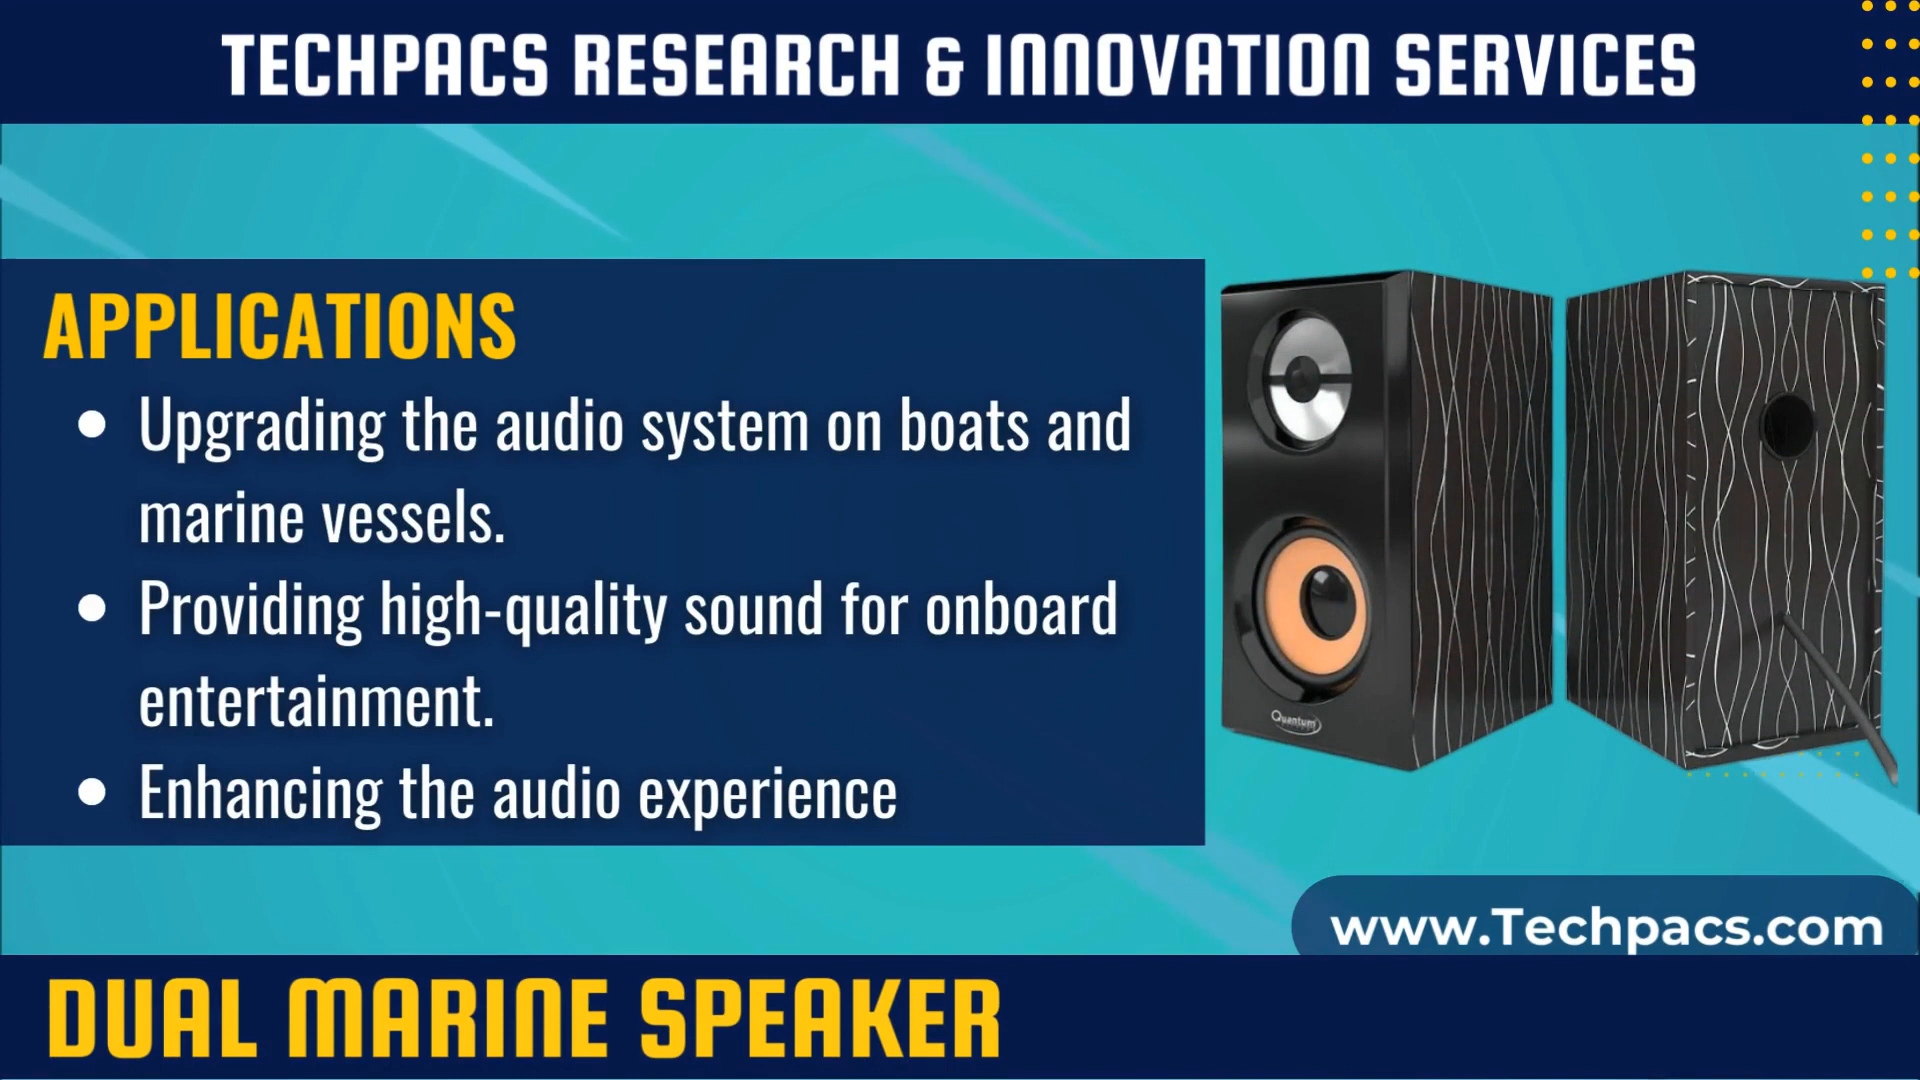 TECHPACS RESEARCH & INNOVATION SERVICES
APPLICATIONS
• Upgrading the audio system on boats and
marine vessels.
• Providing high-quality sound for onboard
entertainment.
• Enhancing the audio experience
Quantum
www.Techpacs.com
DUAL MARINE SPEAKER